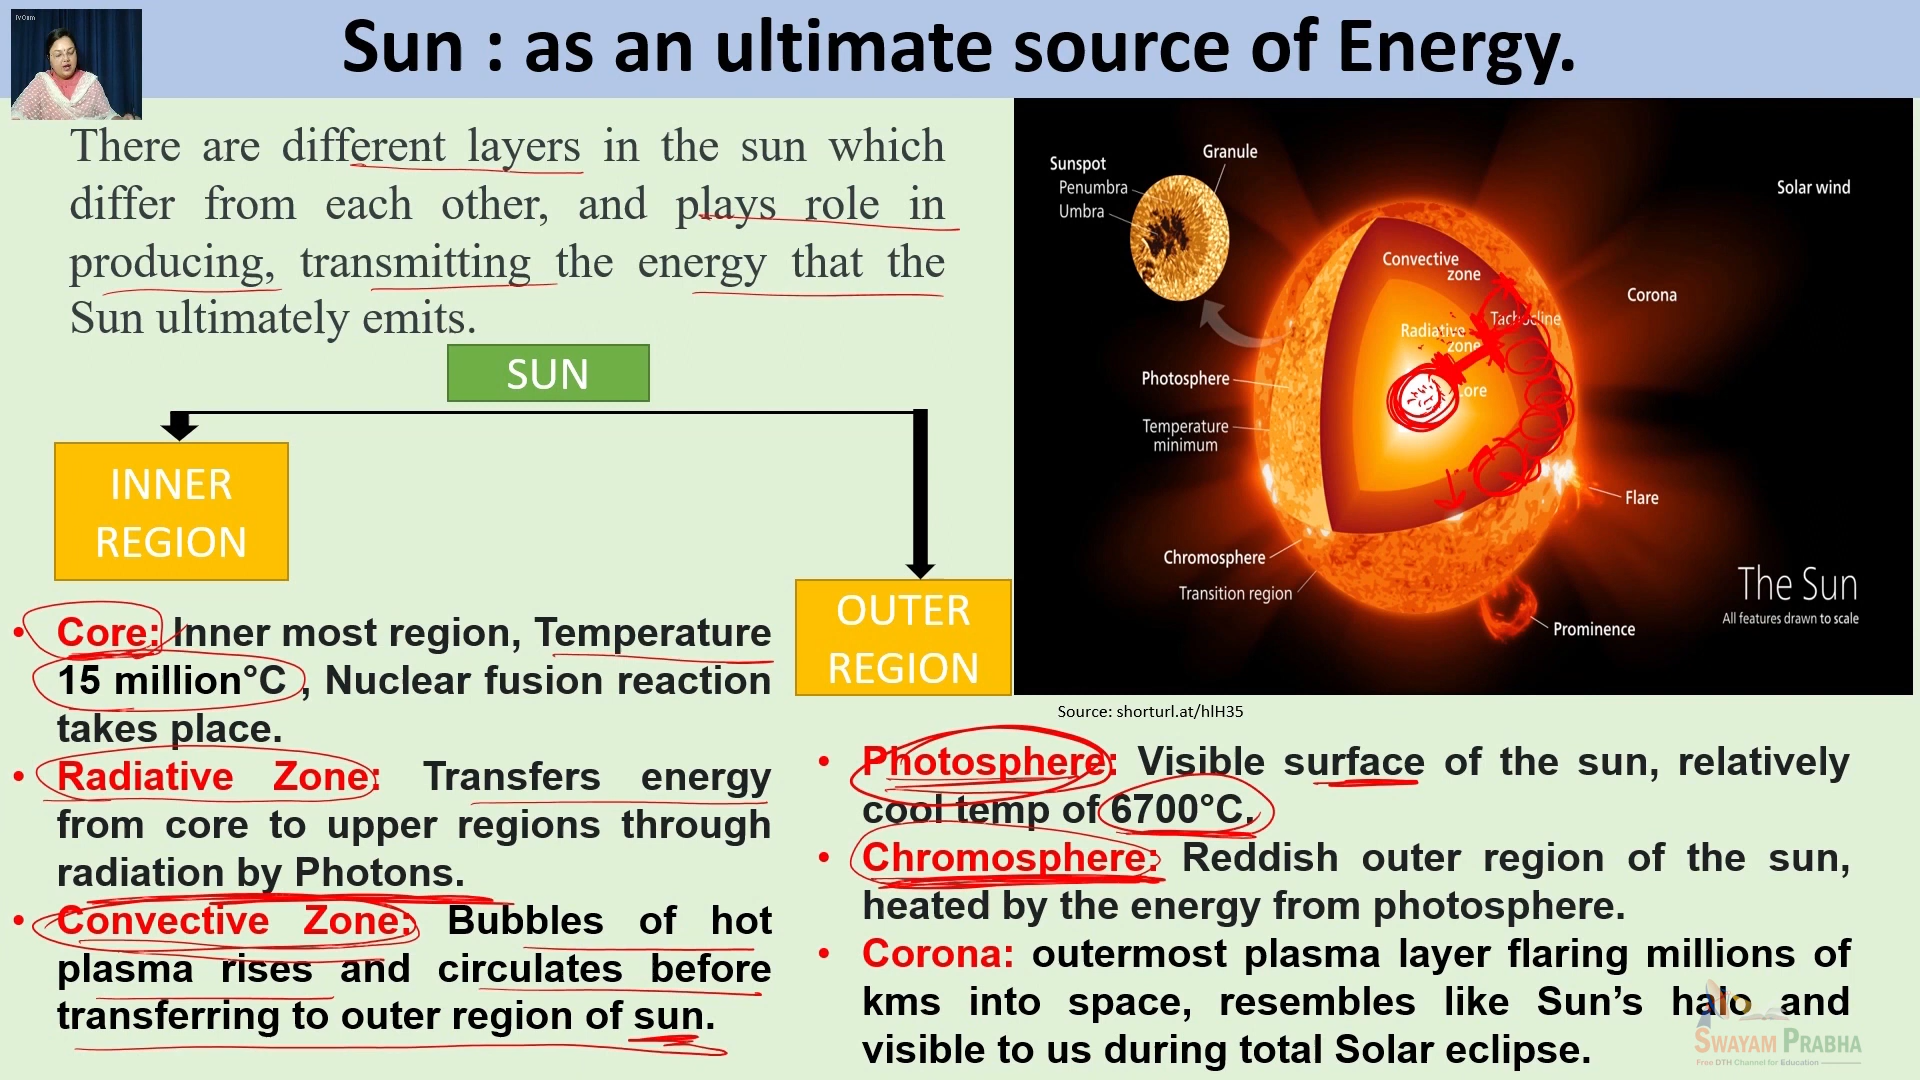 Sun : as an ultimate source of Energy.
There are different layers in the sun which
differ from each other, and plays role in
producing, transmitting the energy that the
Sun ultimately emits.
SUN
INNER
REGION
OUTER
REGION
Core: Inner most region, Temperature
15 million°C , Nuclear fusion reaction
takes place.
Radiative Zone: Transfers energy
from core to upper regions through
radiation by Photons.
Convective Zone: Bubbles of hot
plasma rises and circulates before
transferring to outer region of sun.
Sunspot
Penumbra
Umbra
Granule
Solar wind
Convective
zone
Corona
Tachocline
Radiative
zone
Core
Photosphere
Temperature
minimum
Flare
Chromosphere
Transition region
Prominence
The Sun
All features drawn to scale
Source: shorturl.at/hlH35
Photosphere: Visible surface of the sun, relatively
cool temp of 6700°C.
Chromosphere: Reddish outer region of the sun,
heated by the energy from photosphere.
Corona: outermost plasma layer flaring millions of
kms into space, resembles like Sun’s halo and
visible to us during total Solar eclipse.
SWAYAM PRABHA
Free DTH Channel for Education